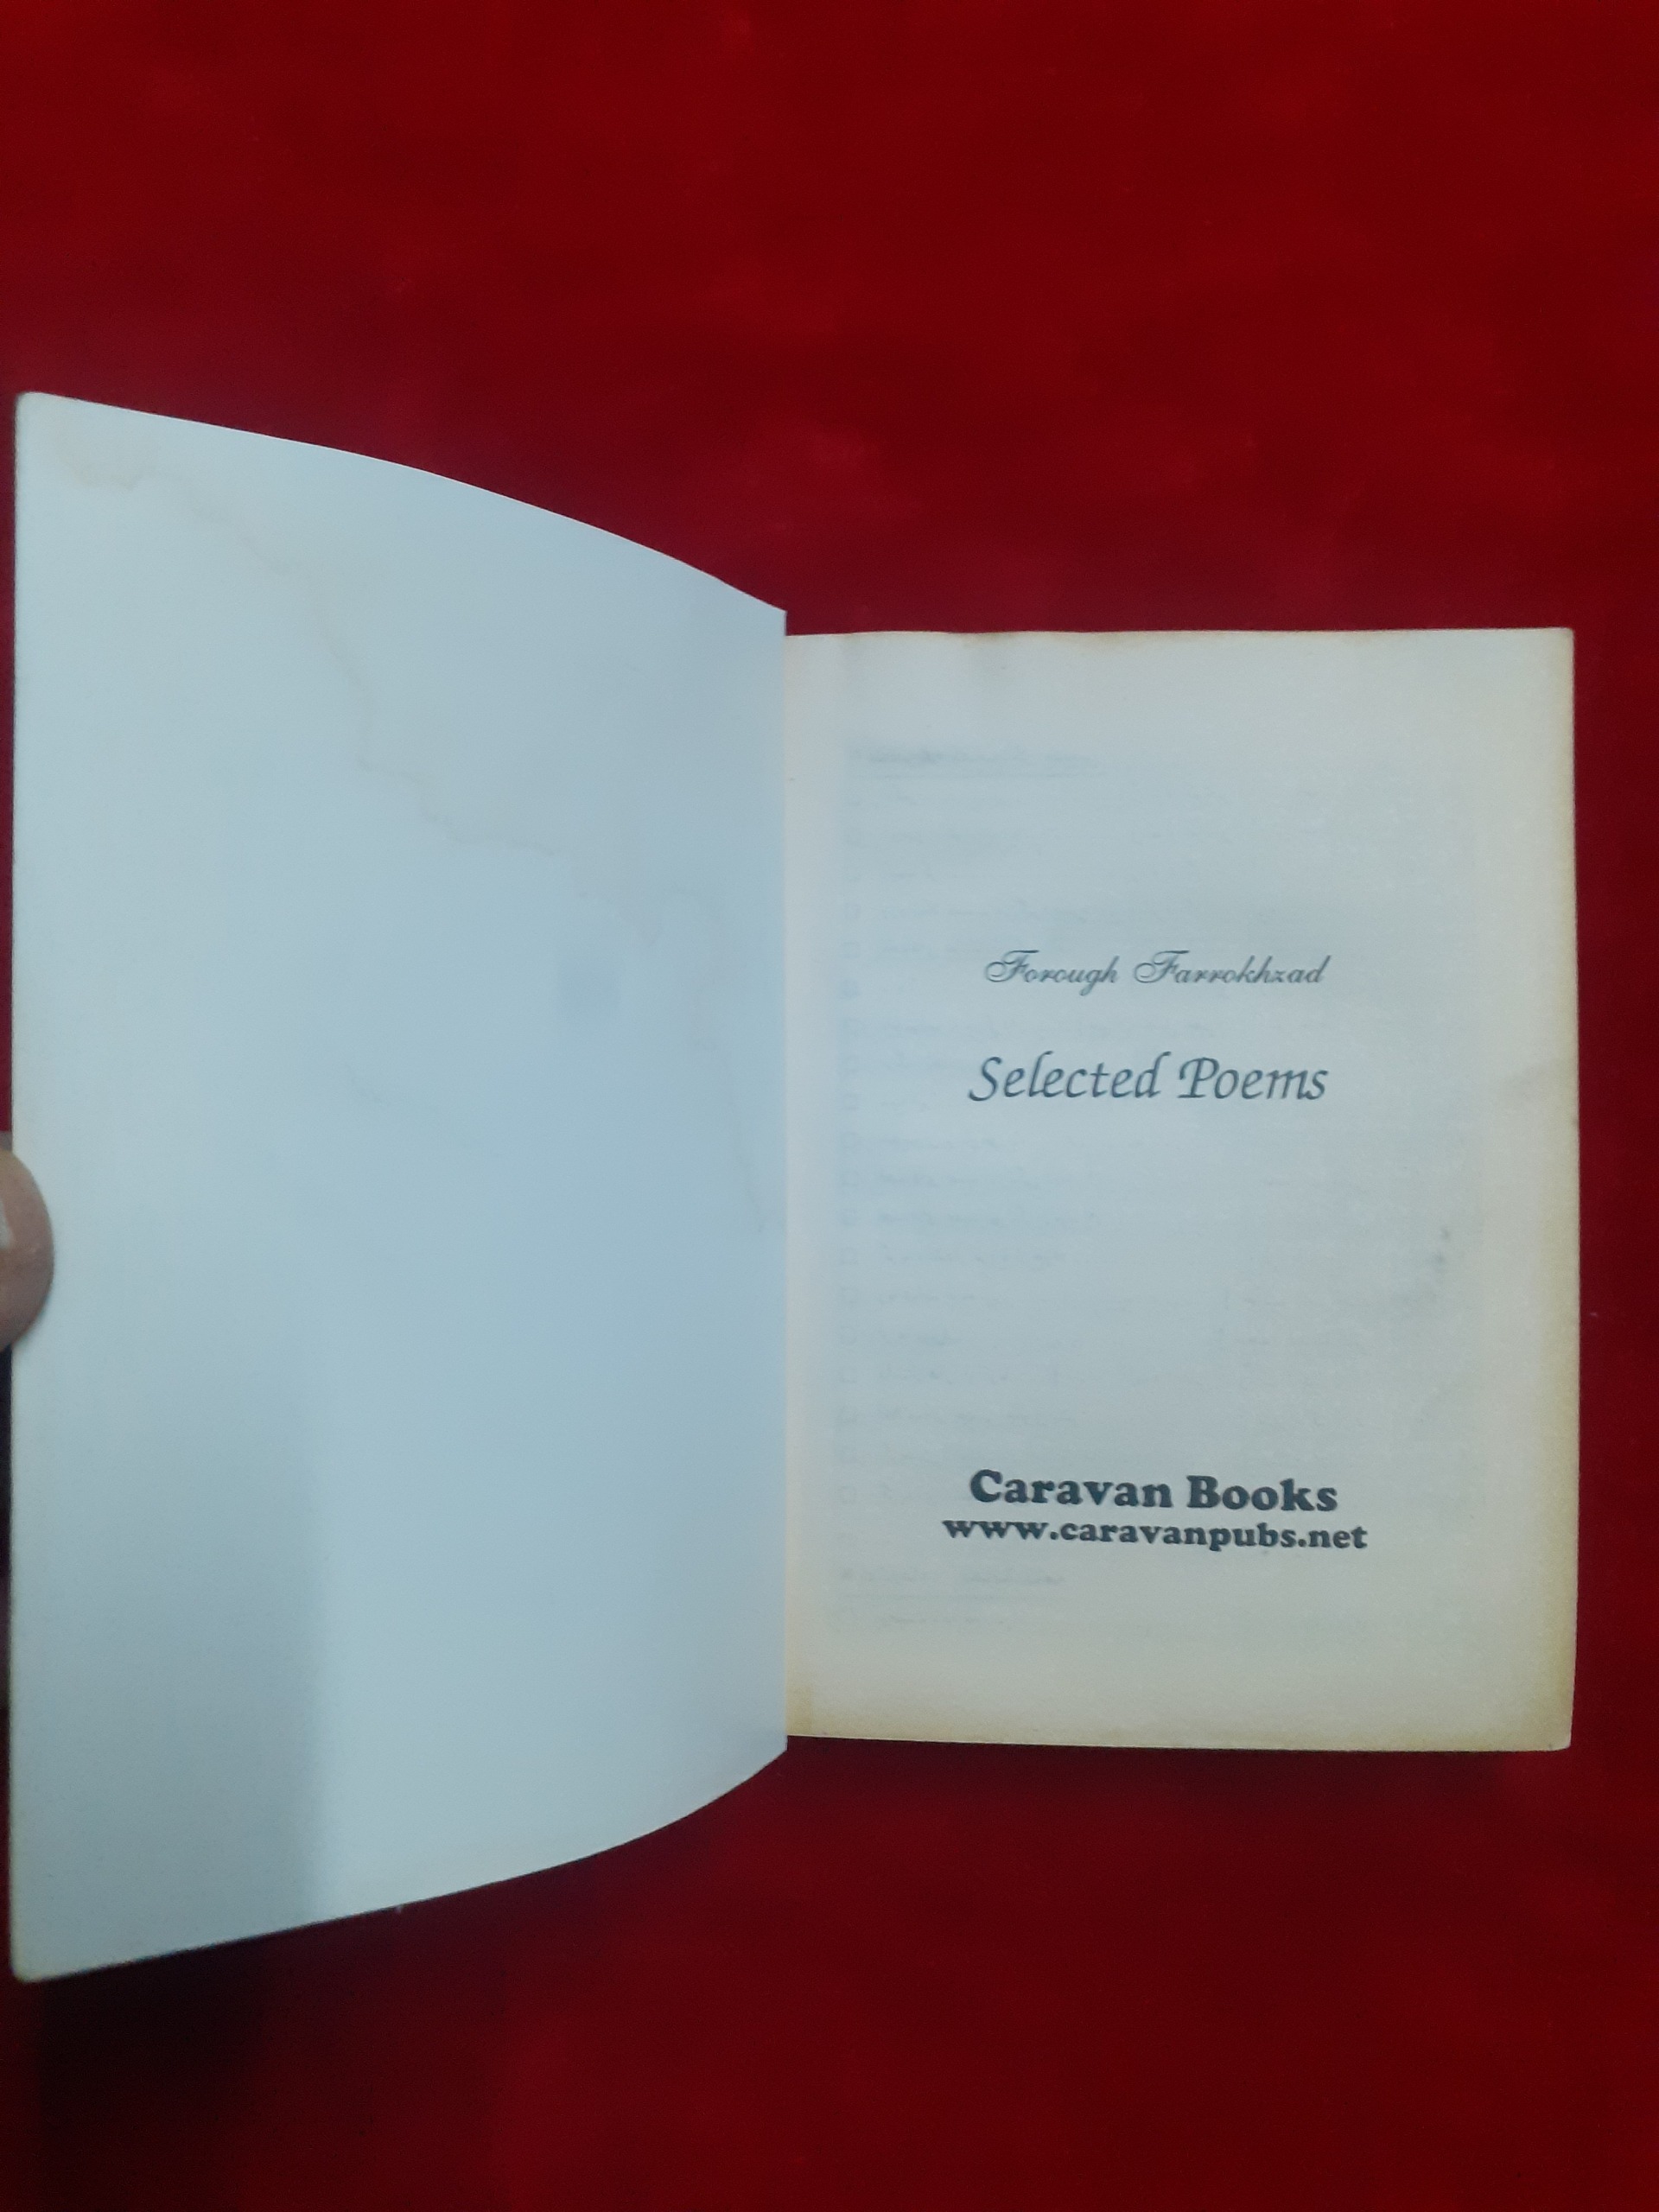 Forough Farrokhzad
Selected Poems
Caravan Books
www.caravanpubs.net